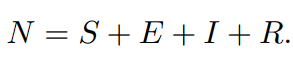 N = S + E + I + R.